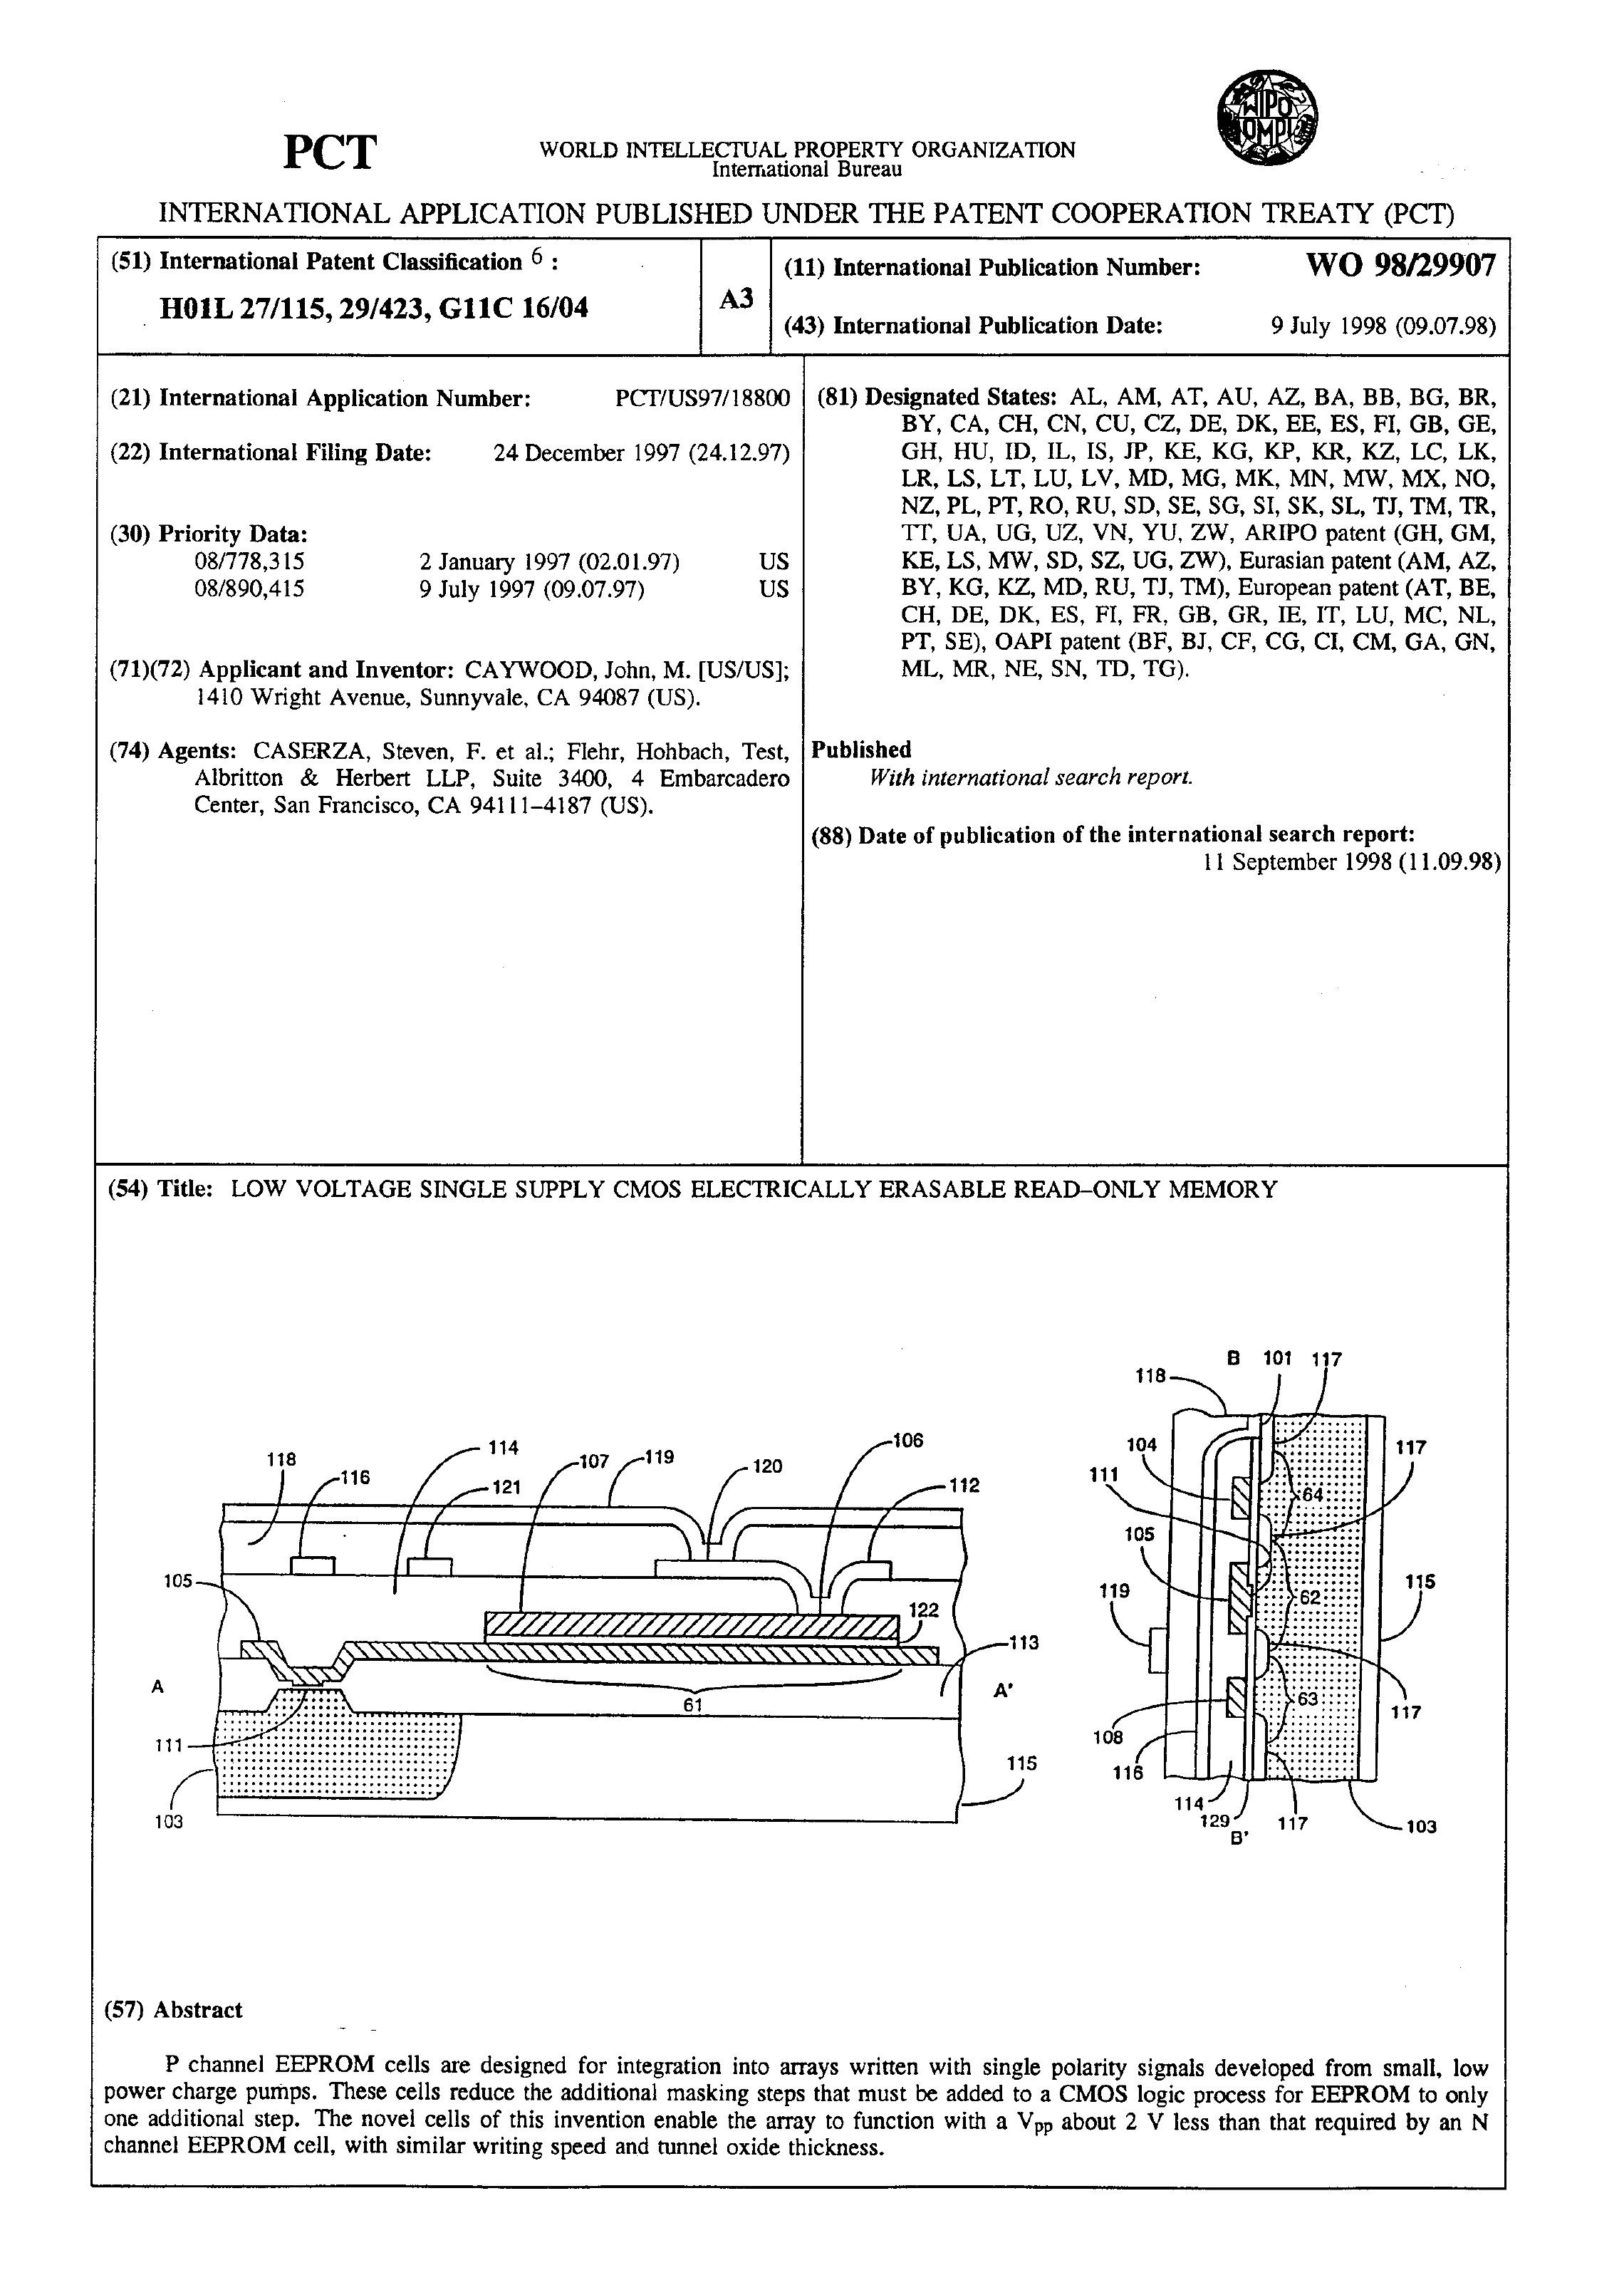 WIPO
OMPI
PCT
WORLD INTELLECTUAL PROPERTY ORGANIZATION
International Bureau
INTERNATIONAL APPLICATION PUBLISHED UNDER THE PATENT COOPERATION TREATY (PCT)
(51) International Patent Classification 6 :
H01L 27/115, 29/423, G11C 16/04
A3
(11) International Publication Number: WO 98/29907
(43) International Publication Date: 9 July 1998 (09.07.98)
(21) International Application Number: PCT/US97/18800
(22) International Filing Date: 24 December 1997 (24.12.97)
(30) Priority Data:
08/778,315 2 January 1997 (02.01.97) US
08/890,415 9 July 1997 (09.07.97) US
(71)(72) Applicant and Inventor: CAYWOOD, John, M. [US/US];
1410 Wright Avenue, Sunnyvale, CA 94087 (US).
(74) Agents: CASERZA, Steven, F. et al.; Flehr, Hohbach, Test,
Albritton & Herbert LLP, Suite 3400, 4 Embarcadero
Center, San Francisco, CA 94111–4187 (US).
(81) Designated States: AL, AM, AT, AU, AZ, BA, BB, BG, BR,
BY, CA, CH, CN, CU, CZ, DE, DK, EE, ES, FI, GB, GE,
GH, HU, ID, IL, IS, JP, KE, KG, KP, KR, KZ, LC, LK,
LR, LS, LT, LU, LV, MD, MG, MK, MN, MW, MX, NO,
NZ, PL, PT, RO, RU, SD, SE, SG, SI, SK, SL, TJ, TM, TR,
TT, UA, UG, UZ, VN, YU, ZW, ARIPO patent (GH, GM,
KE, LS, MW, SD, SZ, UG, ZW), Eurasian patent (AM, AZ,
BY, KG, KZ, MD, RU, TJ, TM), European patent (AT, BE,
CH, DE, DK, ES, FI, FR, GB, GR, IE, IT, LU, MC, NL,
PT, SE), OAPI patent (BF, BJ, CF, CG, CI, CM, GA, GN,
ML, MR, NE, SN, TD, TG).
Published
With international search report.
(88) Date of publication of the international search report:
11 September 1998 (11.09.98)
(54) Title: LOW VOLTAGE SINGLE SUPPLY CMOS ELECTRICALLY ERASABLE READ–ONLY MEMORY
118
116
114
121
107
119
120
106
112
105
122
113
A
61
A'
111
115
103
B
101
117
118
104
117
111
64
105
119
62
115
63
108
117
116
114
129
117
103
B'
(57) Abstract
P channel EEPROM cells are designed for integration into arrays written with single polarity signals developed from small, low
power charge pumps. These cells reduce the additional masking steps that must be added to a CMOS logic process for EEPROM to only
one additional step. The novel cells of this invention enable the array to function with a Vpp about 2 V less than that required by an N
channel EEPROM cell, with similar writing speed and tunnel oxide thickness.